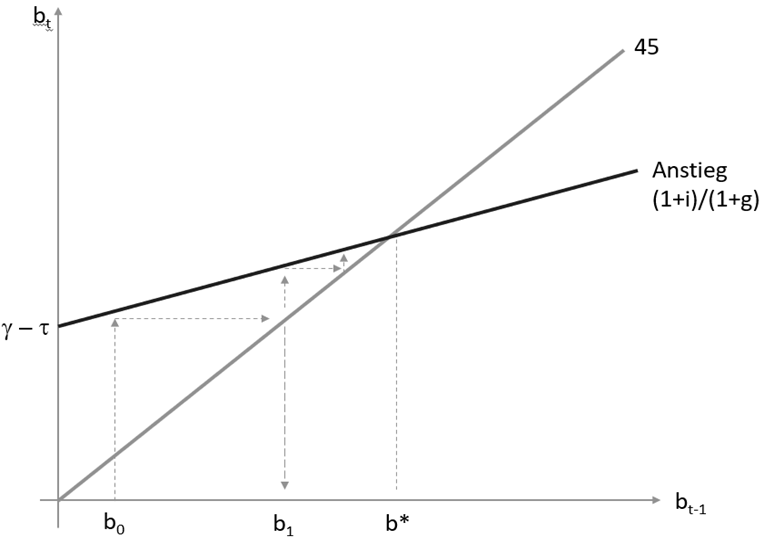 b_t
45
Anstieg
(1+i)/(1+g)
γ – τ
b_0
b_1
b*
b_t-1